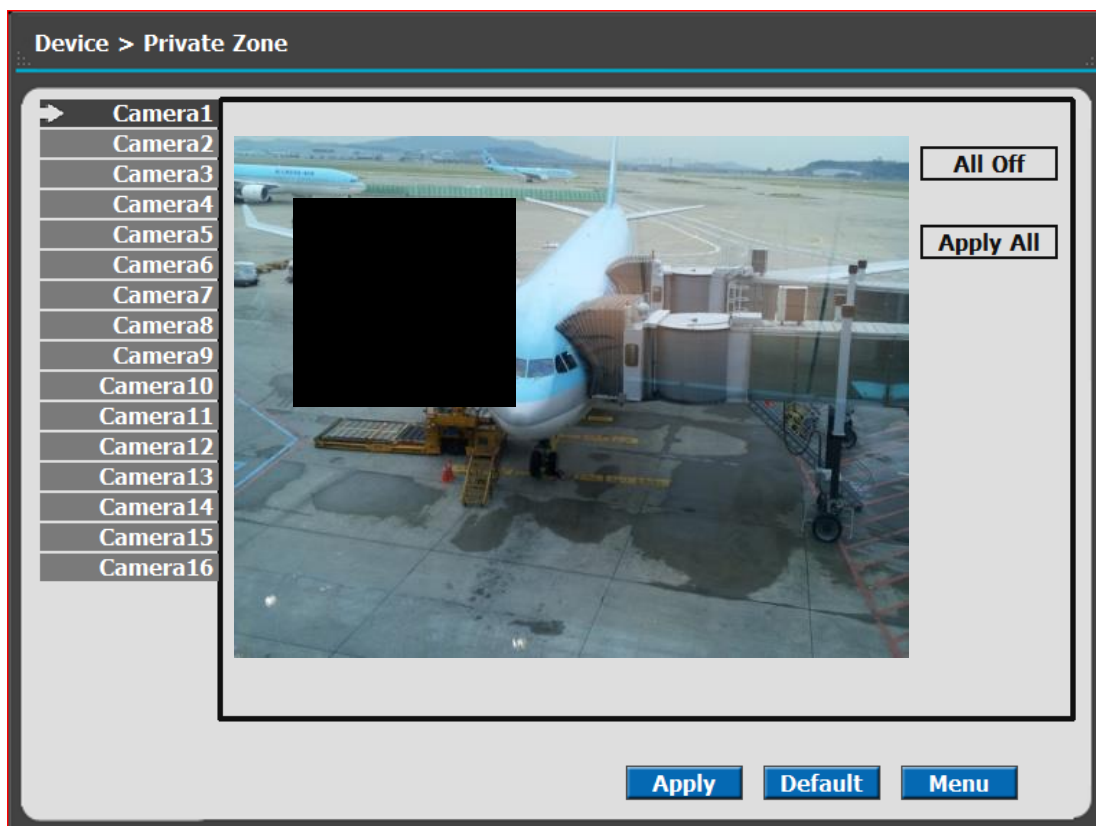 Device > Private Zone
Camera1
Camera2
Camera3
Camera4
Camera5
Camera6
Camera7
Camera8
Camera9
Camera10
Camera11
Camera12
Camera13
Camera14
Camera15
Camera16
All Off
Apply All
Apply
Default
Menu